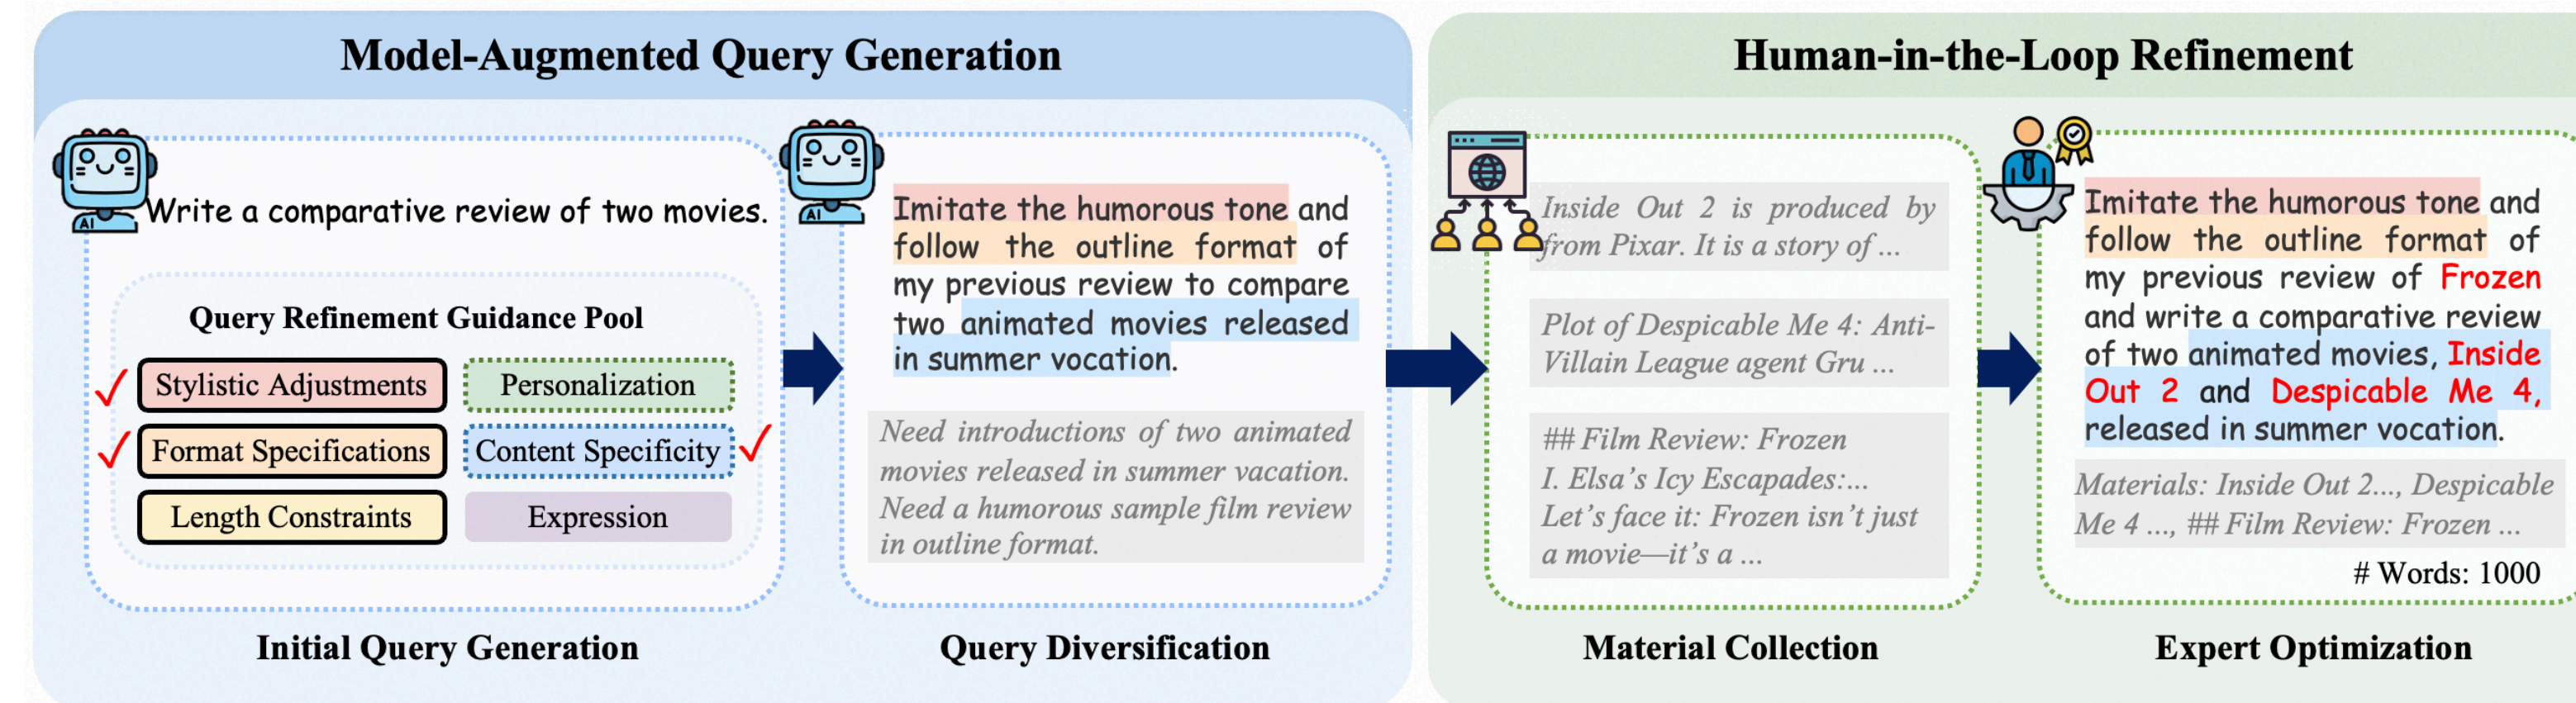 Model-Augmented Query Generation
Write a comparative review of two movies.
Query Refinement Guidance Pool
Stylistic Adjustments
Personalization
Format Specifications
Content Specificity
Length Constraints
Expression
Initial Query Generation
AI
AI
Imitate the humorous tone and
follow the outline format of
my previous review to compare
two animated movies released
in summer vocation.
Need introductions of two animated
movies released in summer vacation.
Need a humorous sample film review
in outline format.
Query Diversification
Human-in-the-Loop Refinement
Inside Out 2 is produced by
from Pixar. It is a story of ...
Plot of Despicable Me 4: Anti-
Villain League agent Gru ...
## Film Review: Frozen
I. Elsa's Icy Escapades:...
Let's face it: Frozen isn't just
a movie—it's a ...
Material Collection
Imitate the humorous tone and
follow the outline format of
my previous review of Frozen
and write a comparative review
of two animated movies, Inside
Out 2 and Despicable Me 4,
released in summer vocation.
Materials: Inside Out 2..., Despicable
Me 4 ..., ## Film Review: Frozen ...
# Words: 1000
Expert Optimization